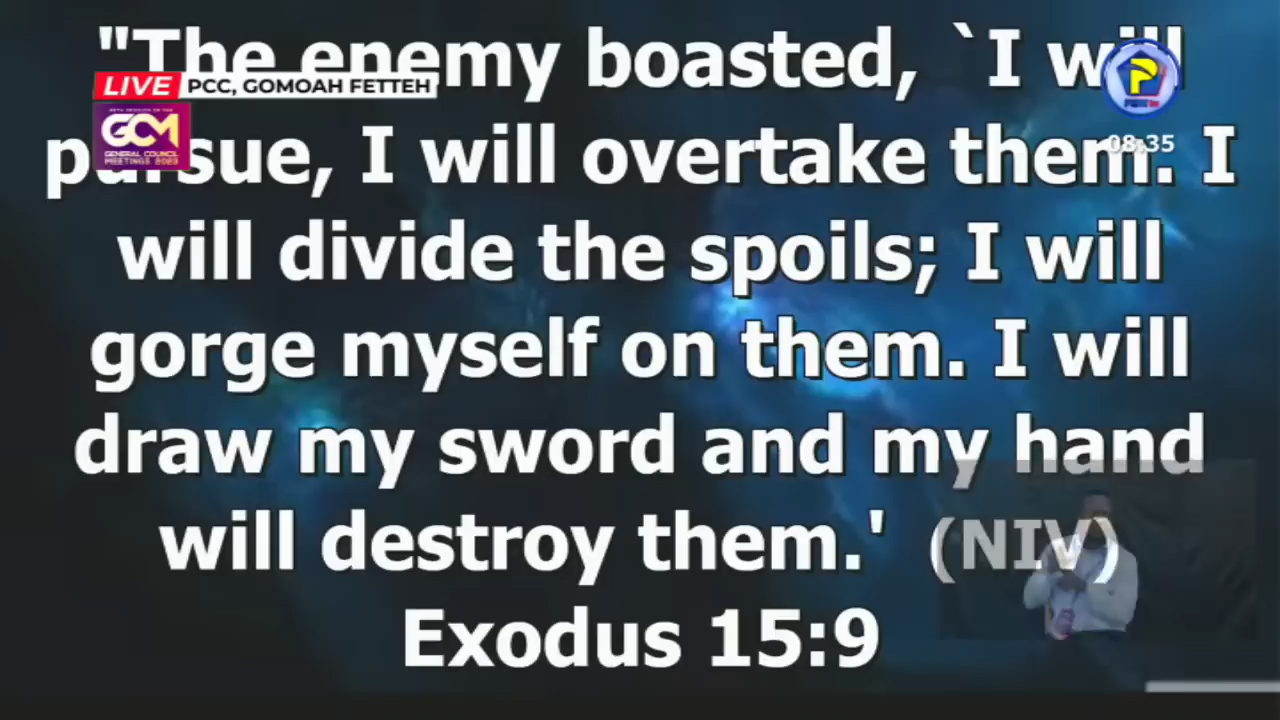 "The enemy boasted, `I will
LIVE PCC, GOMOAH FETTEH
GCM
GENERAL COUNCIL
MEETINGS 2023
08:35
pursue, I will overtake them. I
will divide the spoils; I will
gorge myself on them. I will
draw my sword and my hand
will destroy them.' (NIV)
Exodus 15:9